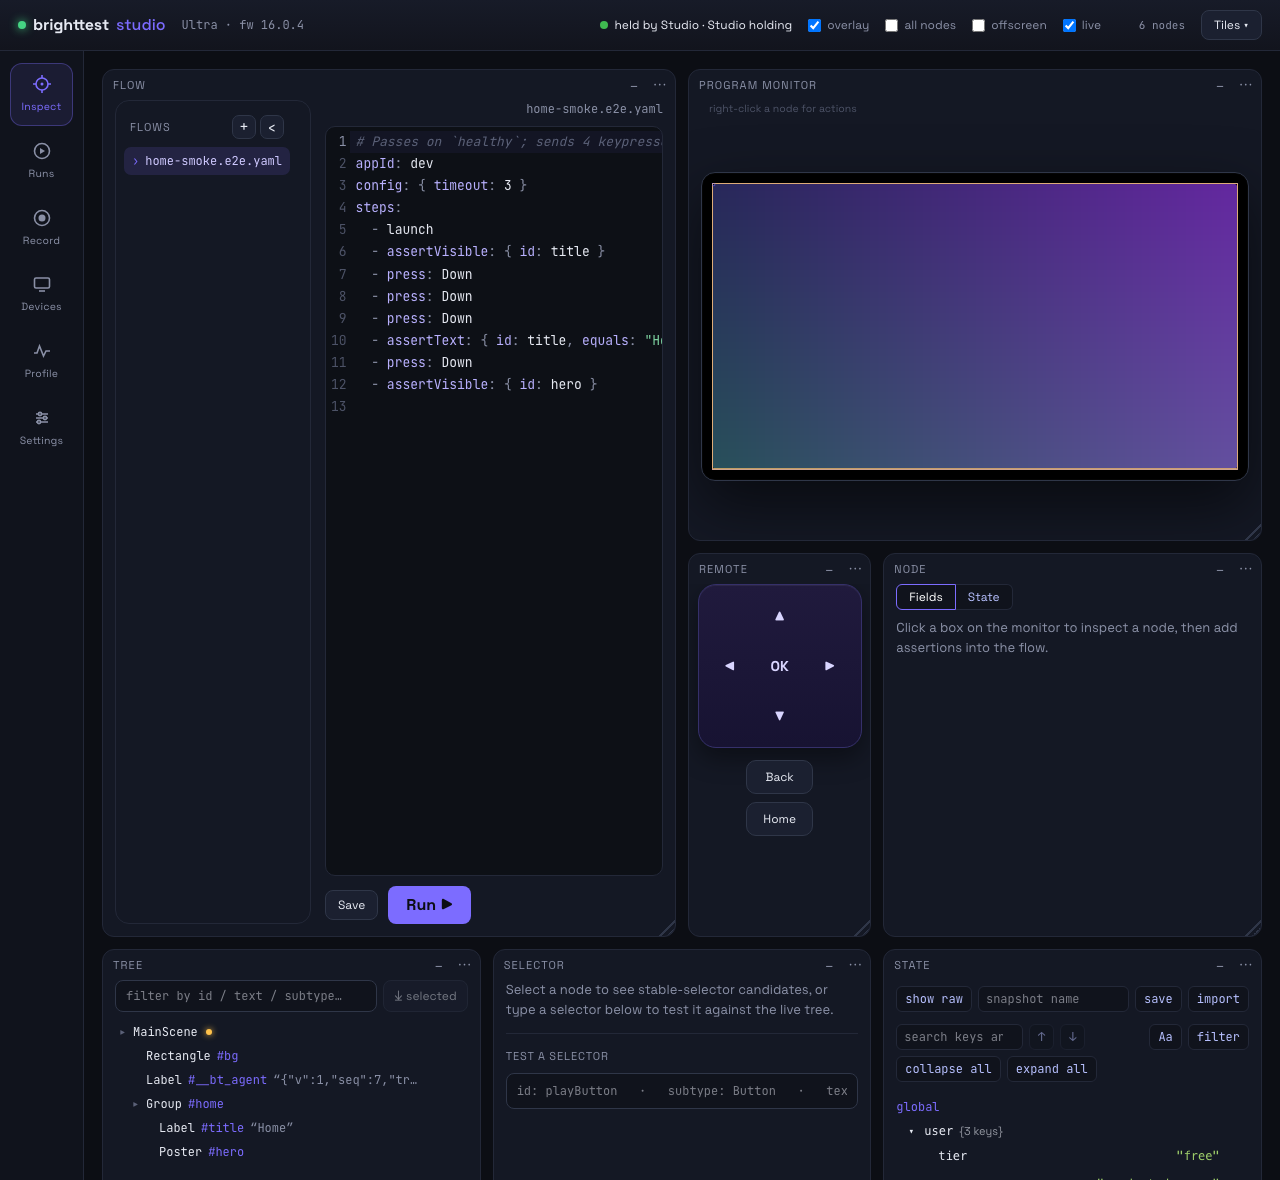 brighttest studio Ultra · fw 16.0.4 held by Studio · Studio holding overlay all nodes offscreen live 6 nodes Tiles ▾
Inspect
Runs
Record
Devices
Profile
Settings
FLOW – ⋯
FLOWS + <
› home-smoke.e2e.yaml
home-smoke.e2e.yaml
1 # Passes on `healthy`; sends 4 keypress
2 appId: dev
3 config: { timeout: 3 }
4 steps:
5 - launch
6 - assertVisible: { id: title }
7 - press: Down
8 - press: Down
9 - press: Down
10 - assertText: { id: title, equals: "H
11 - press: Down
12 - assertVisible: { id: hero }
13
Save Run ▶
PROGRAM MONITOR – ⋯
right-click a node for actions
REMOTE – ⋯
▲
◀ OK ▶
▼
Back
Home
NODE – ⋯
Fields State
Click a box on the monitor to inspect a node, then add
assertions into the flow.
TREE – ⋯
filter by id / text / subtype… selected
▸ MainScene
Rectangle #bg
Label #__bt_agent “{"v":1,"seq":7,"tr…
▸ Group #home
Label #title “Home”
Poster #hero
SELECTOR – ⋯
Select a node to see stable-selector candidates, or
type a selector below to test it against the live tree.
TEST A SELECTOR
id: playButton · subtype: Button · tex
STATE – ⋯
show raw snapshot name save import
search keys ar ↑ ↓ Aa filter
collapse all expand all
global
▾ user {3 keys}
tier "free"